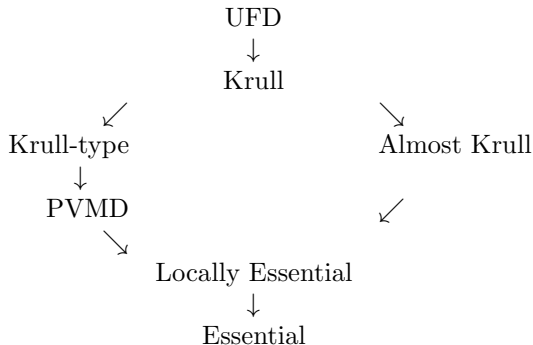 UFD
Krull
Krull-type Almost Krull
PVMD
Locally Essential
Essential